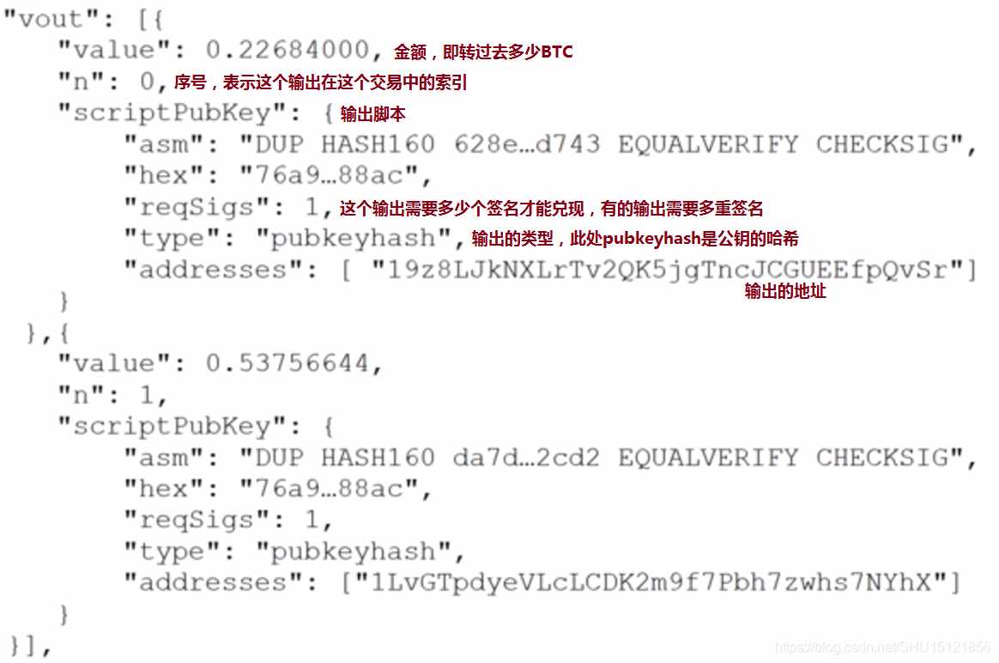 "vout": [{
"value": 0.22684000, 金额，即转过去多少BTC
"n": 0, 序号，表示这个输出在这个交易中的索引
"scriptPubKey": { 输出脚本
"asm": "DUP HASH160 628e…d743 EQUALVERIFY CHECKSIG",
"hex": "76a9…88ac",
"reqSigs": 1, 这个输出需要多少个签名才能兑现，有的输出需要多重签名
"type": "pubkeyhash", 输出的类型，此处pubkeyhash是公钥的哈希
"addresses": [ "19z8LJkNXLrTv2QK5jgTncJCGUEEfpQvSr"]
输出的地址
}
},{
"value": 0.53756644,
"n": 1,
"scriptPubKey": {
"asm": "DUP HASH160 da7d…2cd2 EQUALVERIFY CHECKSIG",
"hex": "76a9…88ac",
"reqSigs": 1,
"type": "pubkeyhash",
"addresses": ["1LvGTpdyeVLcLCDK2m9f7Pbh7zwhs7NYhX"]
}
}],
https://blog.csdn.net/SHU15121856